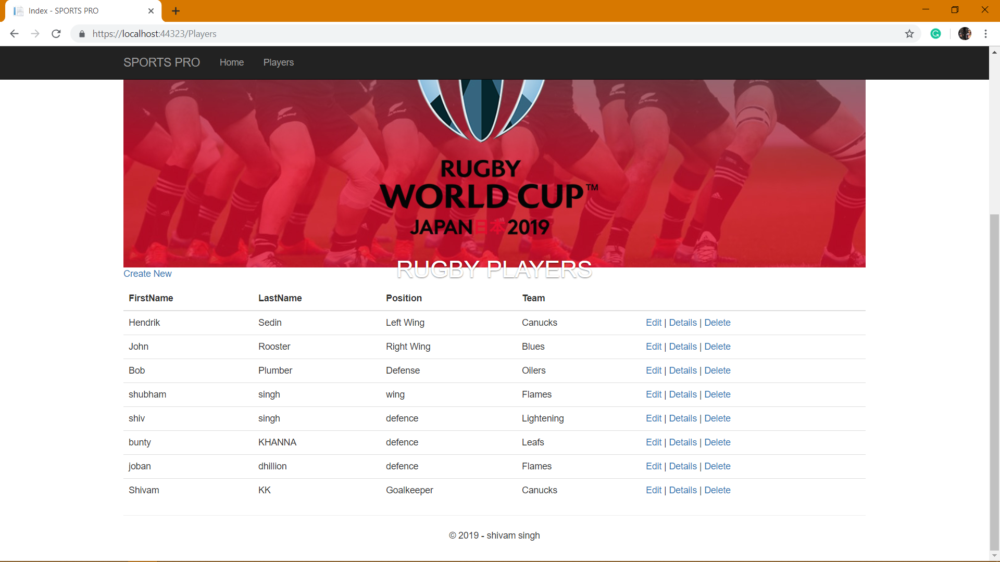 Index - SPORTS PRO
https://localhost:44323/Players
SPORTS PRO Home Players
RUGBY
WORLD CUP™
JAPAN日本2019
RUGBY PLAYERS
Create New
FirstName LastName Position Team
Hendrik Sedin Left Wing Canucks Edit | Details | Delete
John Rooster Right Wing Blues Edit | Details | Delete
Bob Plumber Defense Oilers Edit | Details | Delete
shubham singh wing Flames Edit | Details | Delete
shiv singh defence Lightening Edit | Details | Delete
bunty KHANNA defence Leafs Edit | Details | Delete
joban dhillion defence Flames Edit | Details | Delete
Shivam KK Goalkeeper Canucks Edit | Details | Delete
© 2019 - shivam singh